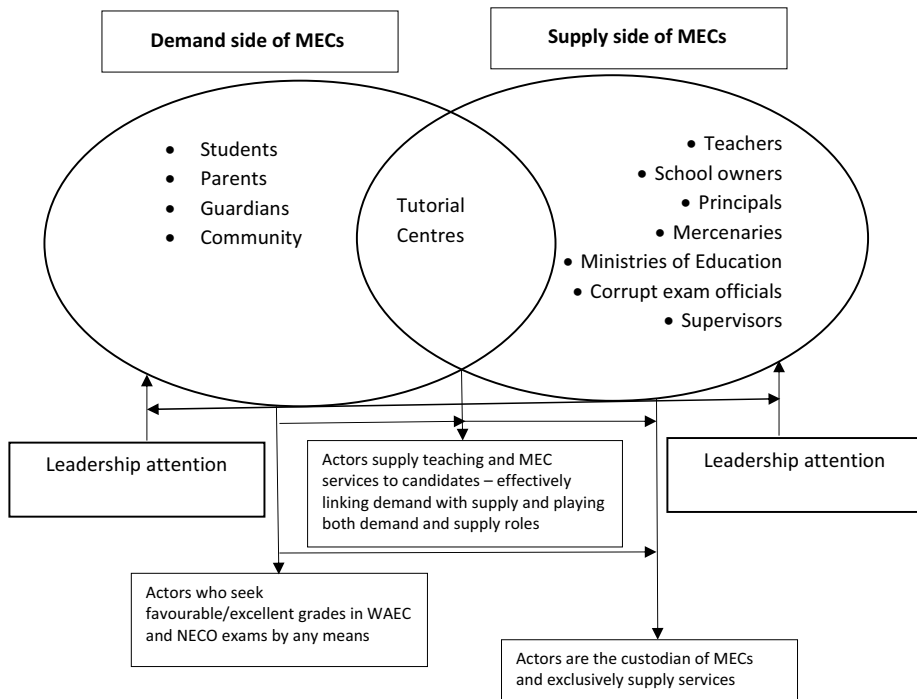 Demand side of MECs
Supply side of MECs
• Students
• Parents
• Guardians
• Community
Tutorial
Centres
• Teachers
• School owners
• Principals
• Mercenaries
• Ministries of Education
• Corrupt exam officials
• Supervisors
Leadership attention
Actors supply teaching and MEC
services to candidates – effectively
linking demand with supply and playing
both demand and supply roles
Leadership attention
Actors who seek
favourable/excellent grades in WAEC
and NECO exams by any means
Actors are the custodian of MECs
and exclusively supply services